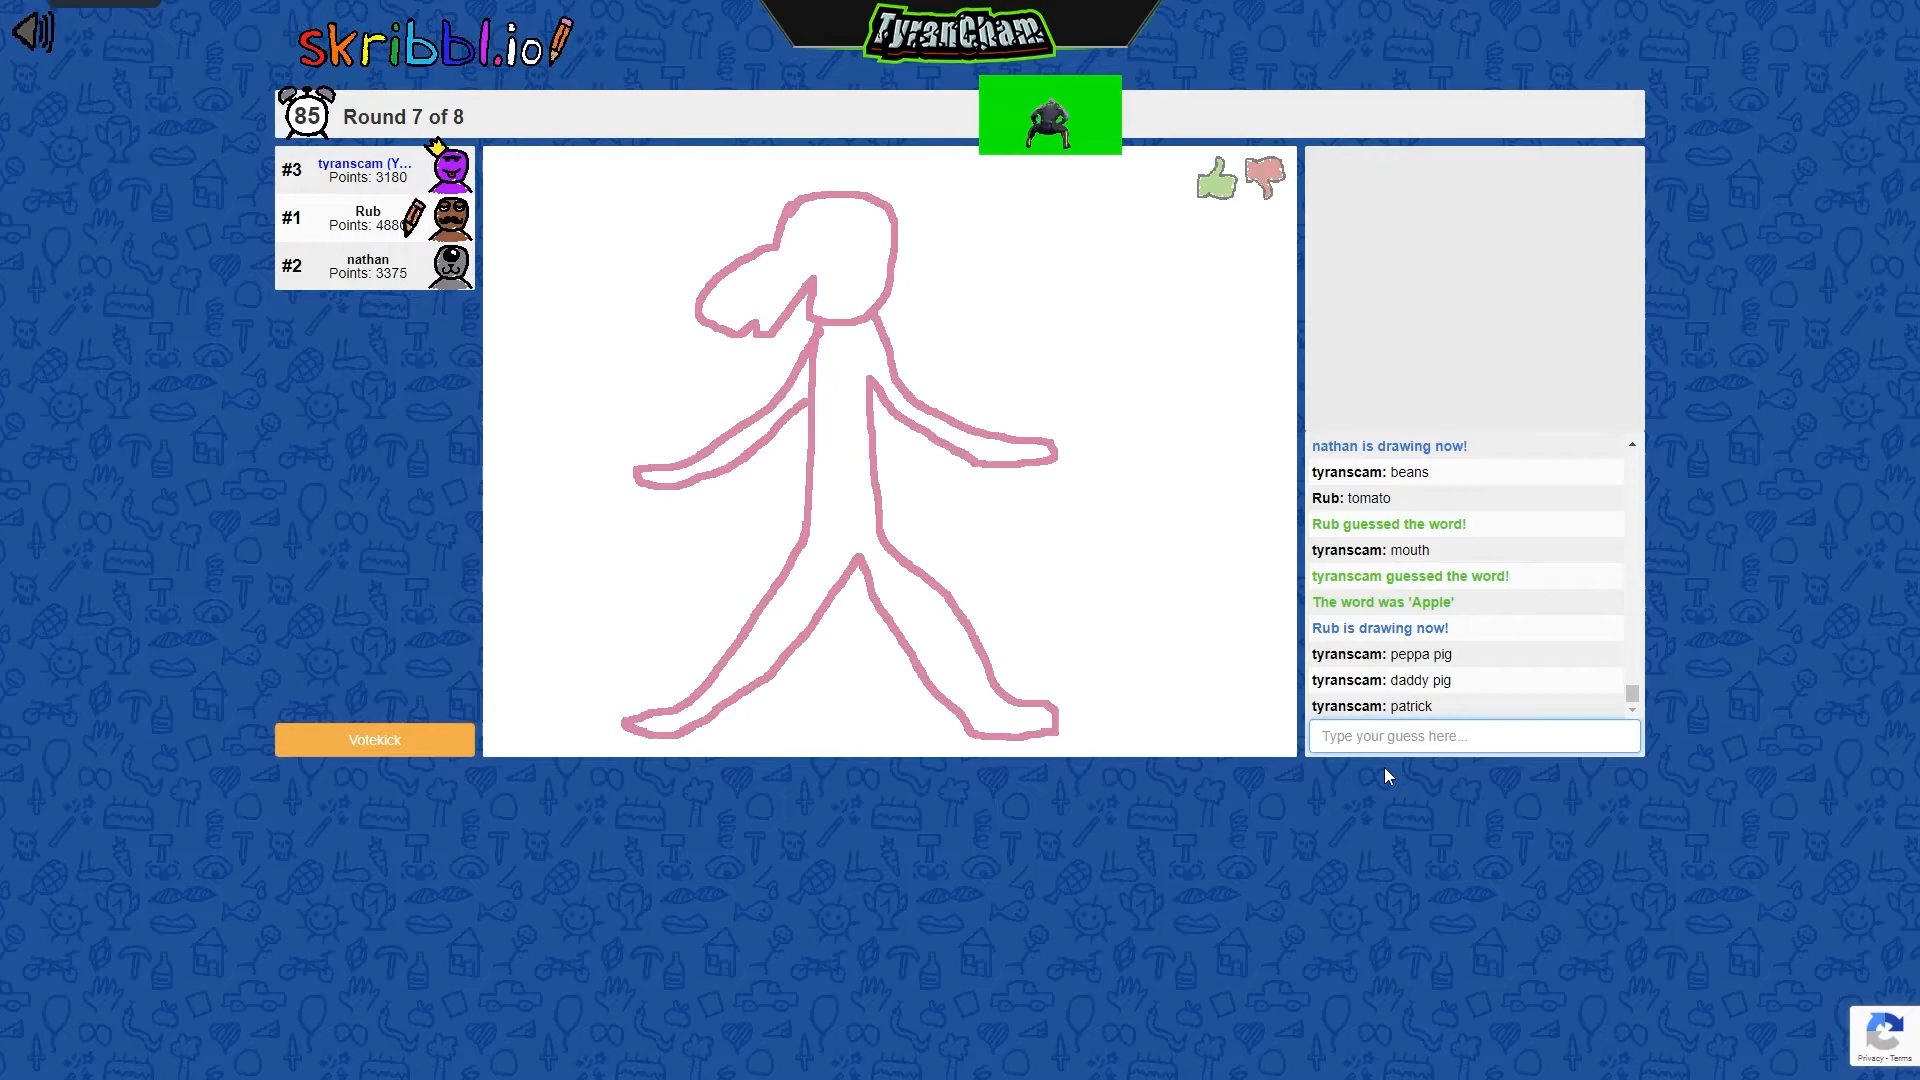 skribbl.io
TyranCham
85
Round 7 of 8
#3
tyranscam (Y...
Points: 3180
#1
Rub
Points: 488
#2
nathan
Points: 3375
Votekick
nathan is drawing now!
tyranscam: beans
Rub: tomato
Rub guessed the word!
tyranscam: mouth
tyranscam guessed the word!
The word was 'Apple'
Rub is drawing now!
tyranscam: peppa pig
tyranscam: daddy pig
tyranscam: patrick
Type your guess here...
Privacy - Terms